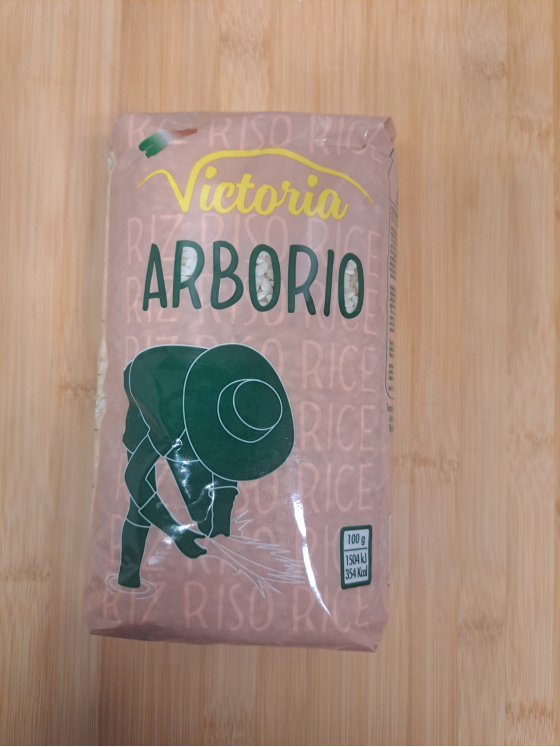 RISO RICE
Victoria
RIZ RISO RICE
ARBORIO
RIZ RISO RICE
RICE
RICE
RICE
RISO RICE
100 g
1504 kJ
354 Kcal
RIZ RISO RICE